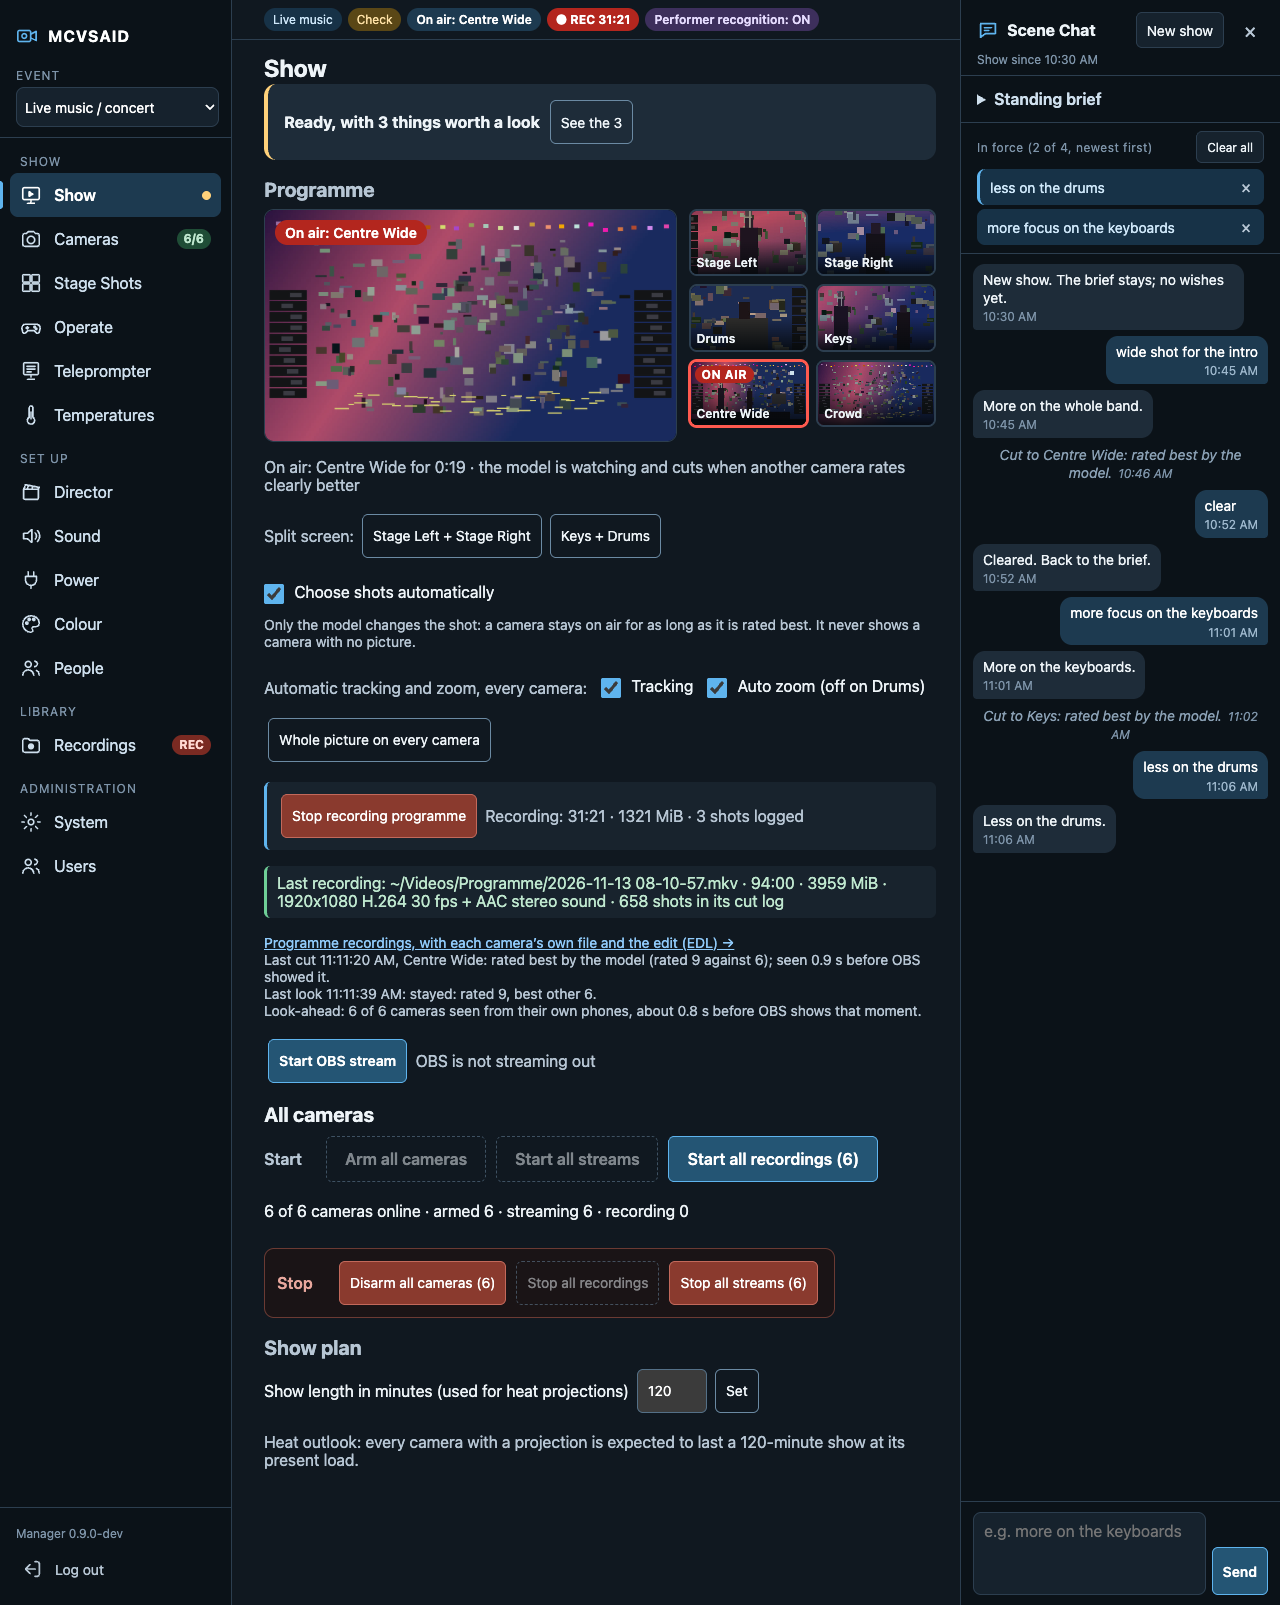 MCVSAID
EVENT
Live music / concert
SHOW
Show
Cameras
6/6
Stage Shots
Operate
Teleprompter
Temperatures
SET UP
Director
Sound
Power
Colour
People
LIBRARY
Recordings
REC
ADMINISTRATION
System
Users
Manager 0.9.0-dev
Log out
Live music
Check
On air: Centre Wide
REC 31:21
Performer recognition: ON
Show
Ready, with 3 things worth a look
See the 3
Programme
On air: Centre Wide
Stage Left
Stage Right
Drums
Keys
ON AIR
Centre Wide
Crowd
On air: Centre Wide for 0:19 · the model is watching and cuts when another camera rates
clearly better
Split screen:
Stage Left + Stage Right
Keys + Drums
Choose shots automatically
Only the model changes the shot: a camera stays on air for as long as it is rated best. It never shows a
camera with no picture.
Automatic tracking and zoom, every camera:
Tracking
Auto zoom (off on Drums)
Whole picture on every camera
Stop recording programme
Recording: 31:21 · 1321 MiB · 3 shots logged
Last recording: ~/Videos/Programme/2026-11-13 08-10-57.mkv · 94:00 · 3959 MiB ·
1920x1080 H.264 30 fps + AAC stereo sound · 658 shots in its cut log
Programme recordings, with each camera's own file and the edit (EDL) →
Last cut 11:11:20 AM, Centre Wide: rated best by the model (rated 9 against 6); seen 0.9 s before OBS
showed it.
Last look 11:11:39 AM: stayed: rated 9, best other 6.
Look-ahead: 6 of 6 cameras seen from their own phones, about 0.8 s before OBS shows that moment.
Start OBS stream
OBS is not streaming out
All cameras
Start
Arm all cameras
Start all streams
Start all recordings (6)
6 of 6 cameras online · armed 6 · streaming 6 · recording 0
Stop
Disarm all cameras (6)
Stop all recordings
Stop all streams (6)
Show plan
Show length in minutes (used for heat projections)
120
Set
Heat outlook: every camera with a projection is expected to last a 120-minute show at its
present load.
Scene Chat
New show
×
Show since 10:30 AM
Standing brief
In force (2 of 4, newest first)
Clear all
less on the drums
×
more focus on the keyboards
×
New show. The brief stays; no wishes
yet.
10:30 AM
wide shot for the intro
10:45 AM
More on the whole band.
10:45 AM
Cut to Centre Wide: rated best by the
model. 10:46 AM
clear
10:52 AM
Cleared. Back to the brief.
10:52 AM
more focus on the keyboards
11:01 AM
More on the keyboards.
11:01 AM
Cut to Keys: rated best by the model. 11:02
AM
less on the drums
11:06 AM
Less on the drums.
11:06 AM
e.g. more on the keyboards
Send